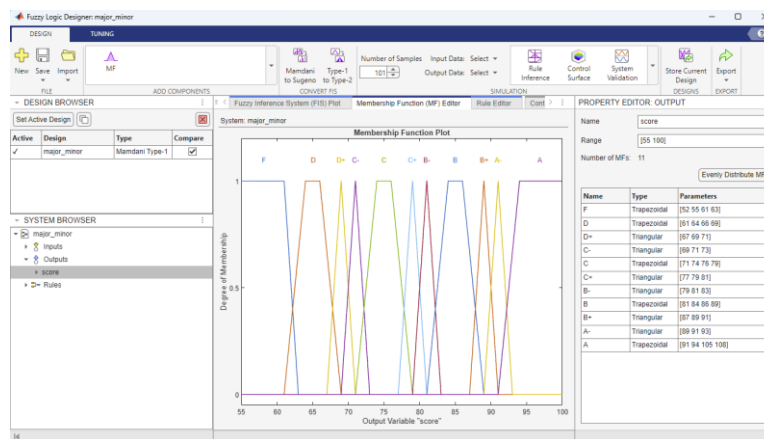 Fuzzy Logic Designer: major_minor
DESIGN TUNING
New Save Import
FILE
MF
ADD COMPONENTS
Mamdani to Sugeno
Type-1 to Type-2
CONVERT FIS
Number of Samples 101
Input Data: Select
Output Data: Select
Rule Inference
Control Surface
System Validation
SIMULATION
Store Current Design
DESIGNS
Export
EXPORT
DESIGN BROWSER
Set Active Design
Active Design Type Compare
✓ major_minor Mamdani Type-1
SYSTEM BROWSER
major_minor
Inputs
Outputs
score
Rules
Fuzzy Inference System (FIS) Plot Membership Function (MF) Editor Rule Editor Cont
System: major_minor
Membership Function Plot
F D D+ C- C C+ B- B B+ A- A
Degree of Membership
1
0.5
0
55 60 65 70 75 80 85 90 95 100
Output Variable "score"
PROPERTY EDITOR: OUTPUT
Name score
Range [55 100]
Number of MFs: 11
Evenly Distribute MF
Name Type Parameters
F Trapezoidal [52 55 61 63]
D Trapezoidal [61 64 66 69]
D+ Triangular [67 69 71]
C- Triangular [69 71 73]
C Trapezoidal [71 74 76 79]
C+ Triangular [77 79 81]
B- Triangular [79 81 83]
B Trapezoidal [81 84 86 89]
B+ Triangular [87 89 91]
A- Triangular [89 91 93]
A Trapezoidal [91 94 105 108]